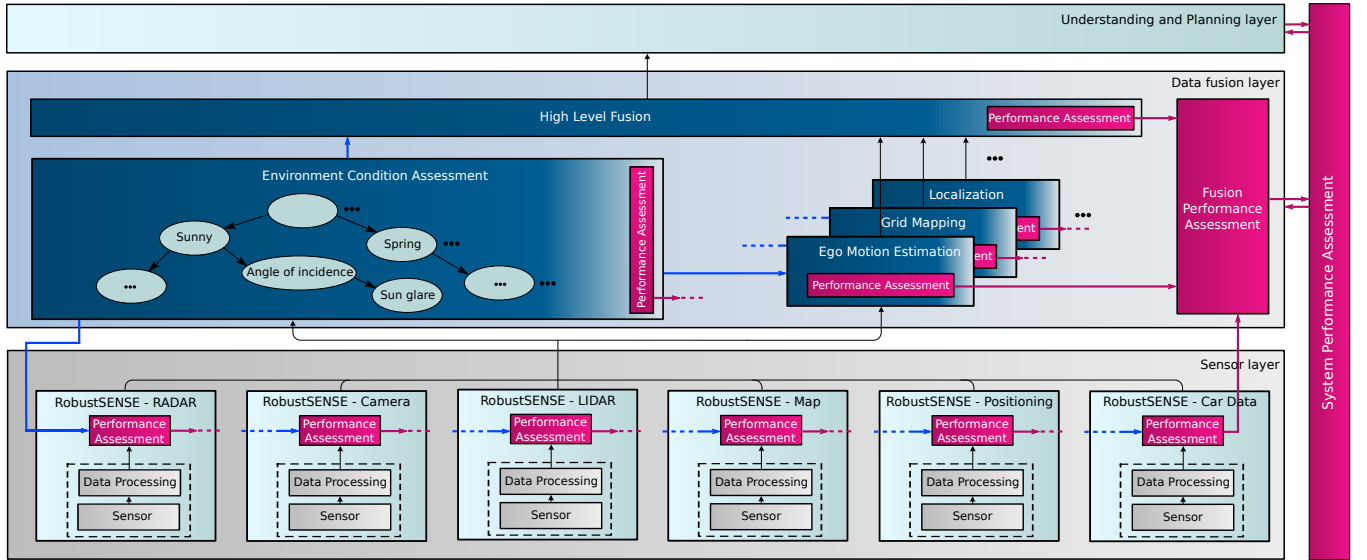 Understanding and Planning layer
Data fusion layer
High Level Fusion
Performance Assessment
Environment Condition Assessment
•••
Sunny
Spring
•••
•••
Angle of incidence
Sun glare
•••
•••
Performance Assessment
•••
Localization
•••
Grid Mapping
ent
Ego Motion Estimation
ent
Performance Assessment
Fusion
Performance
Assessment
System Performance Assessment
Sensor layer
RobustSENSE - RADAR
Performance
Assessment
Data Processing
Sensor
RobustSENSE - Camera
Performance
Assessment
Data Processing
Sensor
RobustSENSE - LIDAR
Performance
Assessment
Data Processing
Sensor
RobustSENSE - Map
Performance
Assessment
Data Processing
Sensor
RobustSENSE - Positioning
Performance
Assessment
Data Processing
Sensor
RobustSENSE - Car Data
Performance
Assessment
Data Processing
Sensor